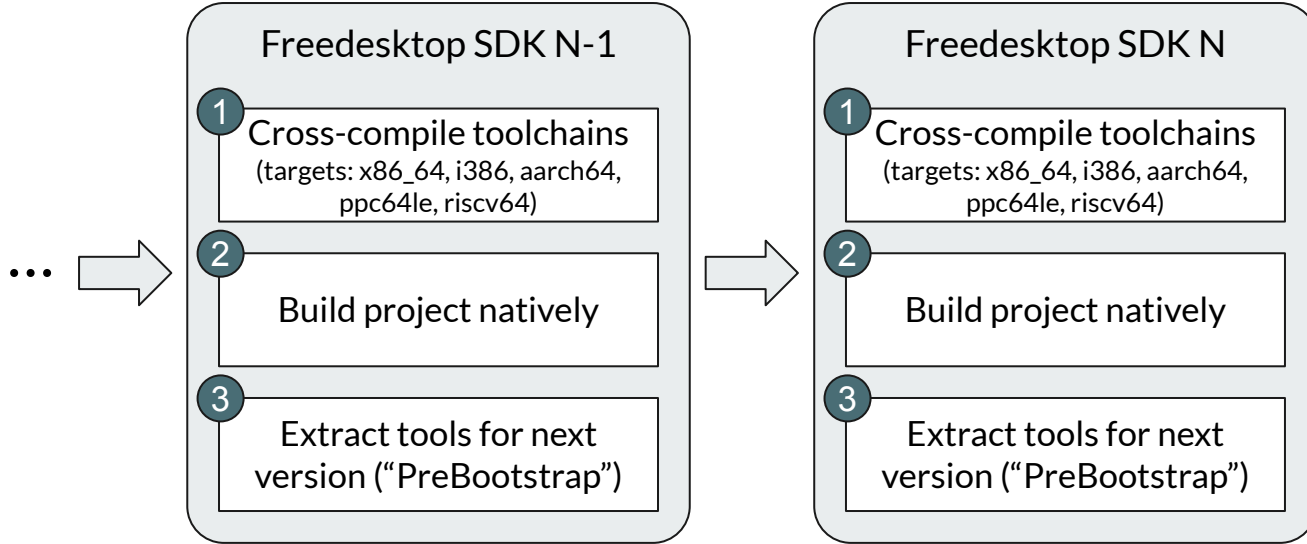 Freedesktop SDK N-1
1
Cross-compile toolchains
(targets: x86_64, i386, aarch64,
ppc64le, riscv64)
2
Build project natively
3
Extract tools for next
version (“PreBootstrap”)
...
Freedesktop SDK N
1
Cross-compile toolchains
(targets: x86_64, i386, aarch64,
ppc64le, riscv64)
2
Build project natively
3
Extract tools for next
version (“PreBootstrap”)